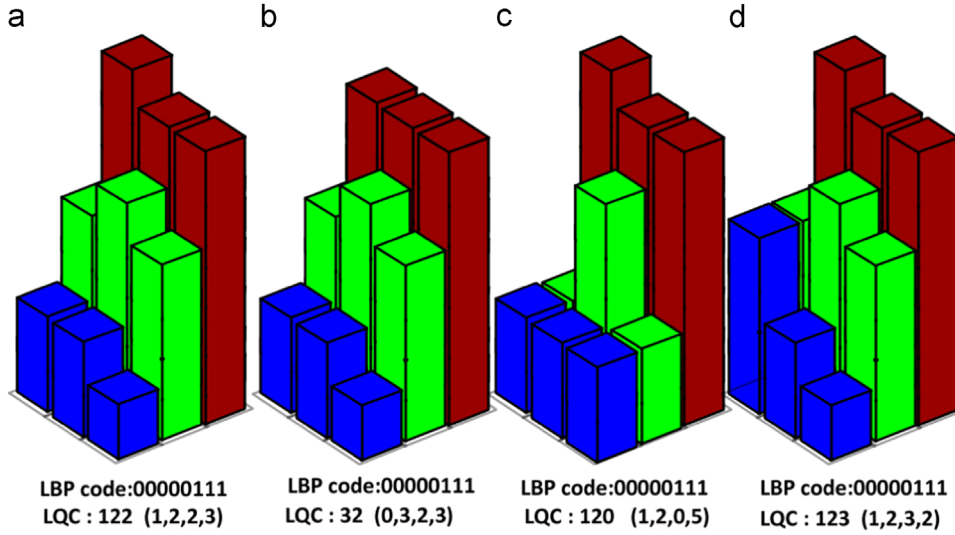 a
b
c
d
LBP code:00000111
LQC : 122 (1,2,2,3)
LBP code:00000111
LQC : 32 (0,3,2,3)
LBP code:00000111
LQC : 120 (1,2,0,5)
LBP code:00000111
LQC : 123 (1,2,3,2)